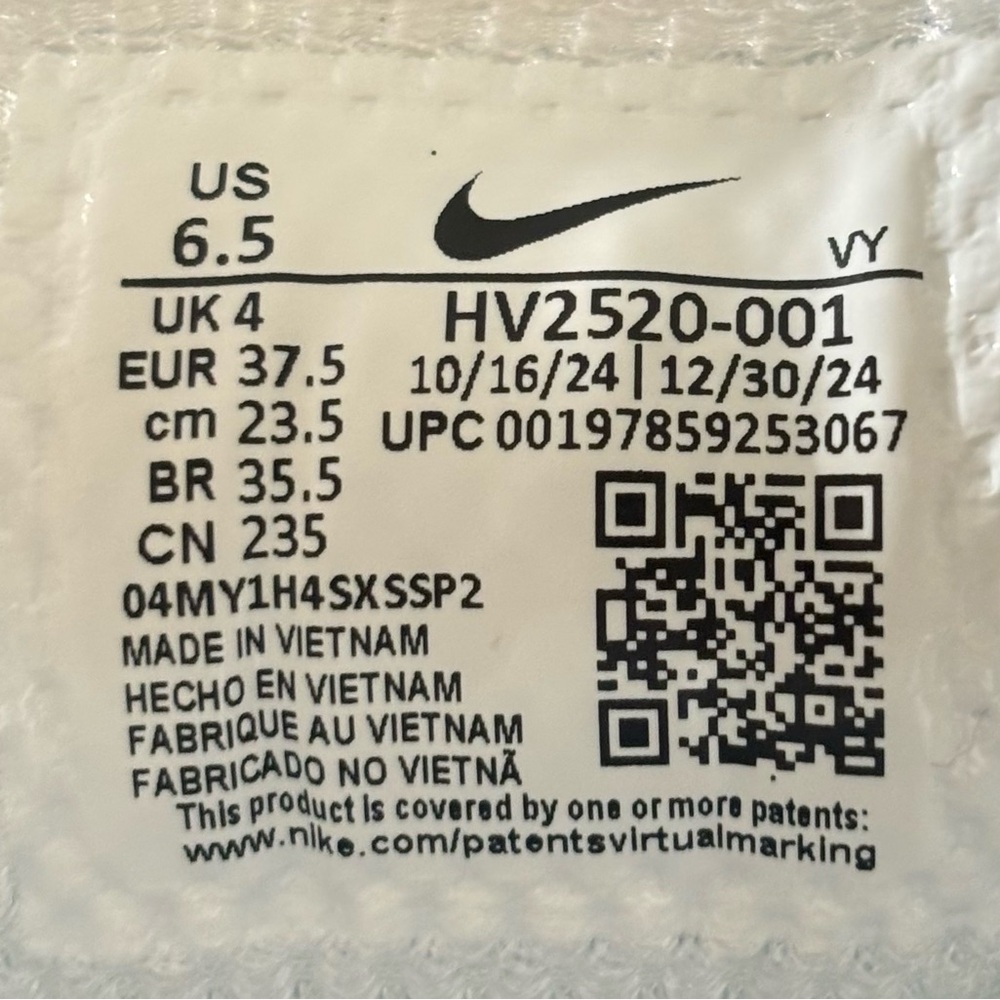 US
6.5
VY
UK 4
HV2520-001
EUR 37.5
10/16/24 | 12/30/24
cm 23.5
UPC 00197859253067
BR 35.5
CN 235
04MY1H4SXSSP2
MADE IN VIETNAM
HECHO EN VIETNAM
FABRIQUE AU VIETNAM
FABRICADO NO VIETNÃ
This product is covered by one or more patents:
www.nike.com/patentsvirtualmarking